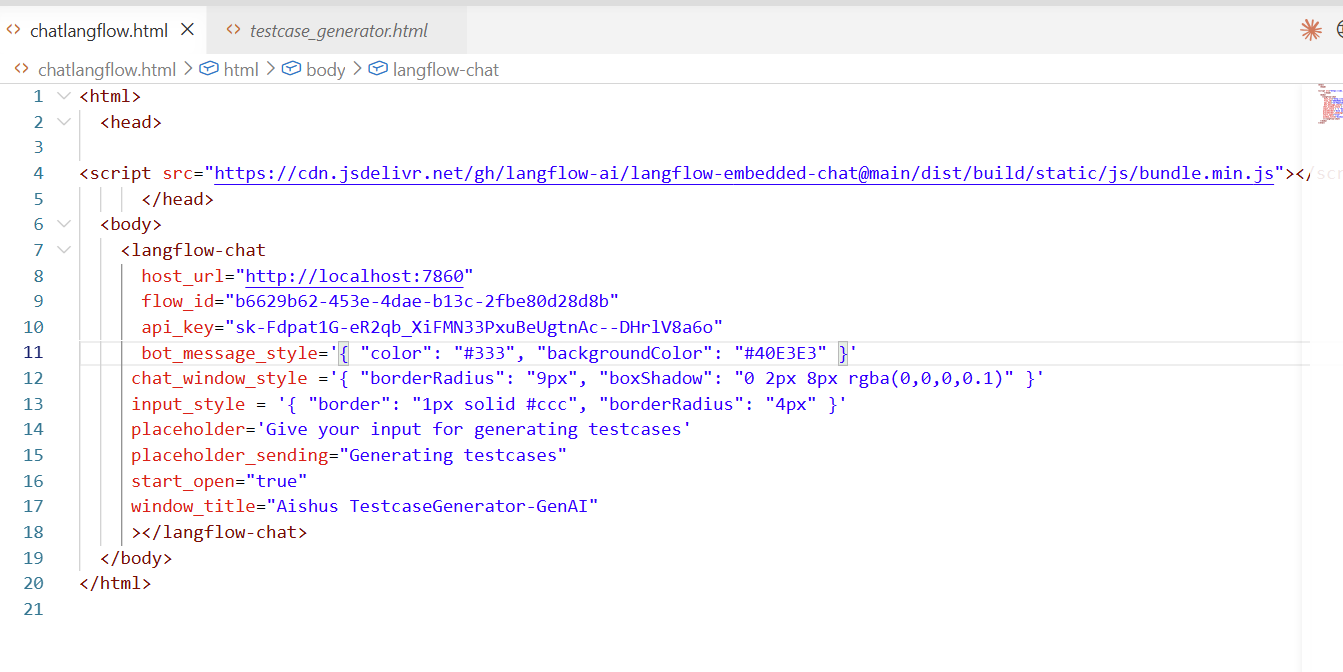 chatlangflow.html
testcase_generator.html
chatlangflow.html > html > body > langflow-chat
1 <html>
2 <head>
3
4 <script src="https://cdn.jsdelivr.net/gh/langflow-ai/langflow-embedded-chat@main/dist/build/static/js/bundle.min.js"></scr
5 </head>
6 <body>
7 <langflow-chat
8 host_url="http://localhost:7860"
9 flow_id="b6629b62-453e-4dae-b13c-2fbe80d28d8b"
10 api_key="sk-Fdpat1G-eR2qb_XiFMN33PxuBeUgtnAc--DHrlV8a6o"
11 bot_message_style='{ "color": "#333", "backgroundColor": "#40E3E3" }'
12 chat_window_style ='{ "borderRadius": "9px", "boxShadow": "0 2px 8px rgba(0,0,0,0.1)" }'
13 input_style = '{ "border": "1px solid #ccc", "borderRadius": "4px" }'
14 placeholder='Give your input for generating testcases'
15 placeholder_sending="Generating testcases"
16 start_open="true"
17 window_title="Aishus TestcaseGenerator-GenAI"
18 ></langflow-chat>
19 </body>
20 </html>
21